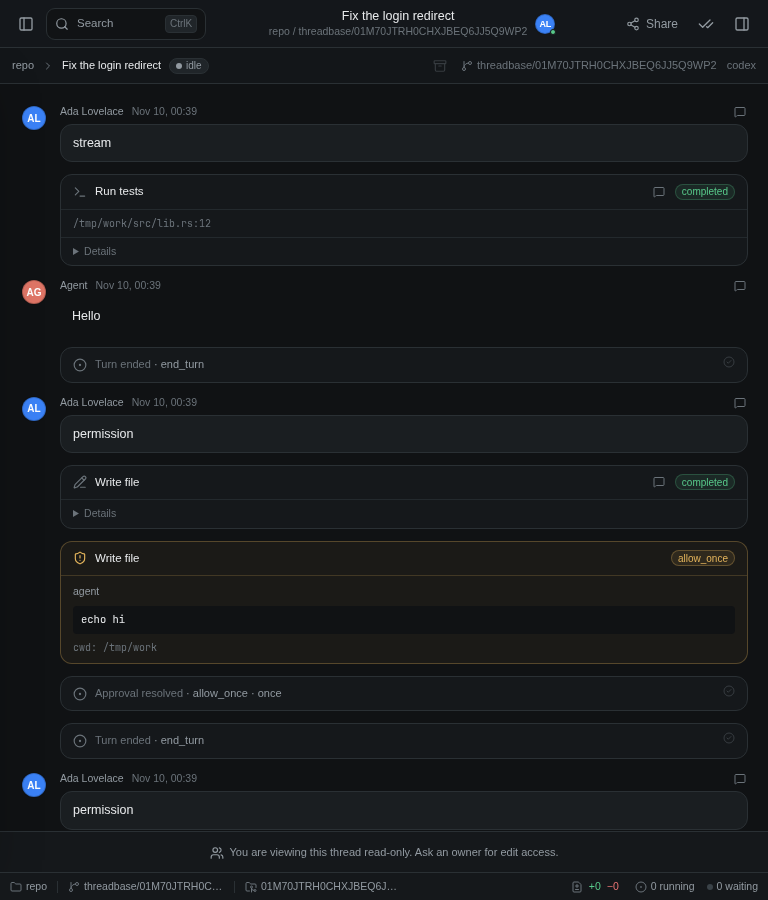 Search
CtrlK
Fix the login redirect
repo / threadbase/01M70JTRH0CHXJBEQ6JJ5Q9WP2
AL
Share
repo
Fix the login redirect
idle
threadbase/01M70JTRH0CHXJBEQ6JJ5Q9WP2
codex
AL
Ada Lovelace Nov 10, 00:39
stream
Run tests
completed
/tmp/work/src/lib.rs:12
Details
AG
Agent Nov 10, 00:39
Hello
Turn ended · end_turn
AL
Ada Lovelace Nov 10, 00:39
permission
Write file
completed
Details
Write file
allow_once
agent
echo hi
cwd: /tmp/work
Approval resolved · allow_once · once
Turn ended · end_turn
AL
Ada Lovelace Nov 10, 00:39
permission
You are viewing this thread read-only. Ask an owner for edit access.
repo
threadbase/01M70JTRH0C…
01M70JTRH0CHXJBEQ6J…
+0 −0
0 running
0 waiting